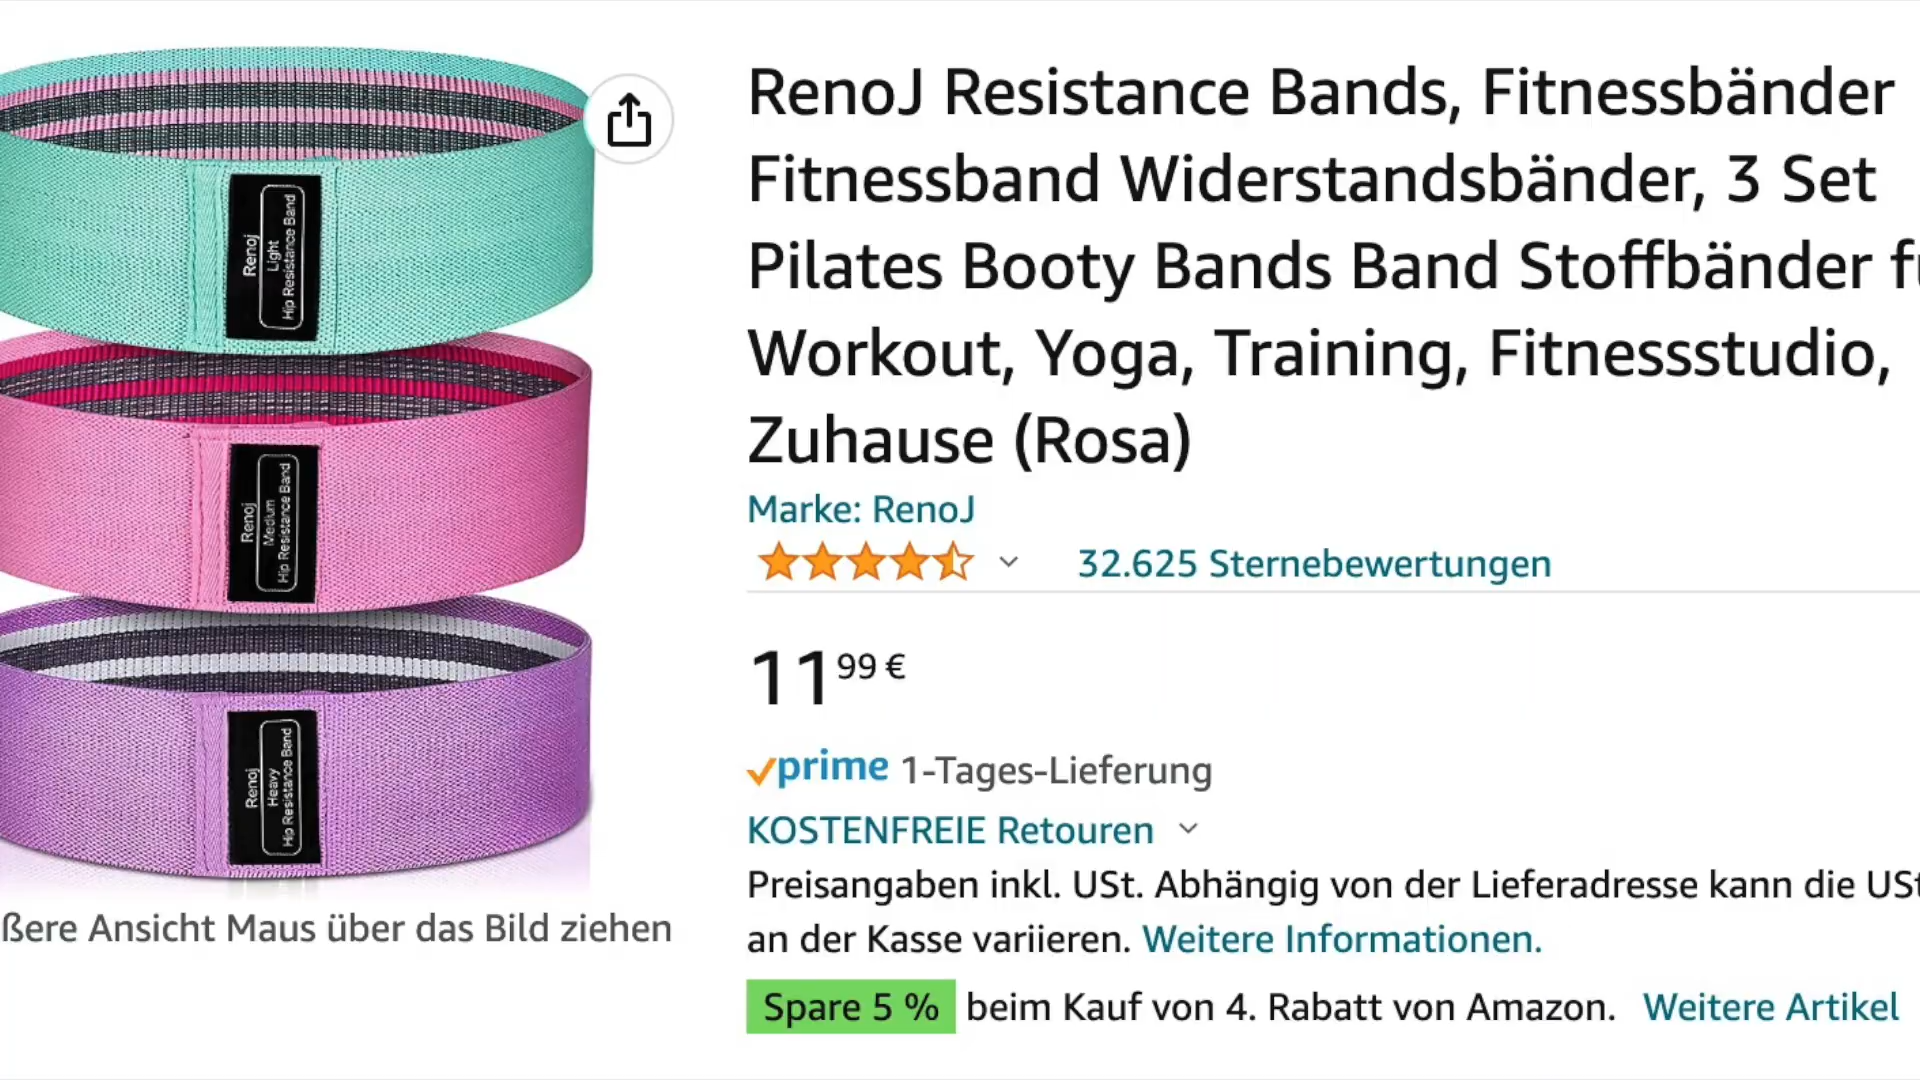 RenoJ Resistance Bands, Fitnessbänder
Fitnessband Widerstandsbänder, 3 Set
Pilates Booty Bands Band Stoffbänder
Workout, Yoga, Training, Fitnessstudio,
Zuhause (Rosa)
Marke: RenoJ
32.625 Sternebewertungen
11 99 €
prime 1-Tages-Lieferung
KOSTENFREIE Retouren
Preisangaben inkl. USt. Abhängig von der Lieferadresse kann die USt
an der Kasse variieren. Weitere Informationen.
Spare 5 % beim Kauf von 4. Rabatt von Amazon. Weitere Artikel
Renoj
Light
Hip Resistance Band
Renoj
Medium
Hip Resistance Band
Renoj
Heavy
Hip Resistance Band
ßere Ansicht Maus über das Bild ziehen